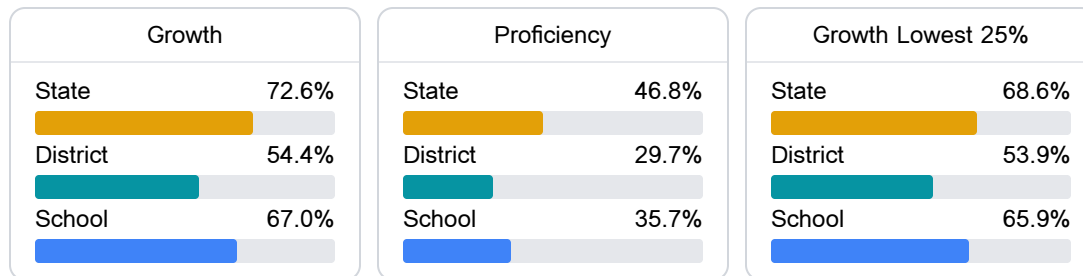 Growth
State 72.6%
District 54.4%
School 67.0%
Proficiency
State 46.8%
District 29.7%
School 35.7%
Growth Lowest 25%
State 68.6%
District 53.9%
School 65.9%